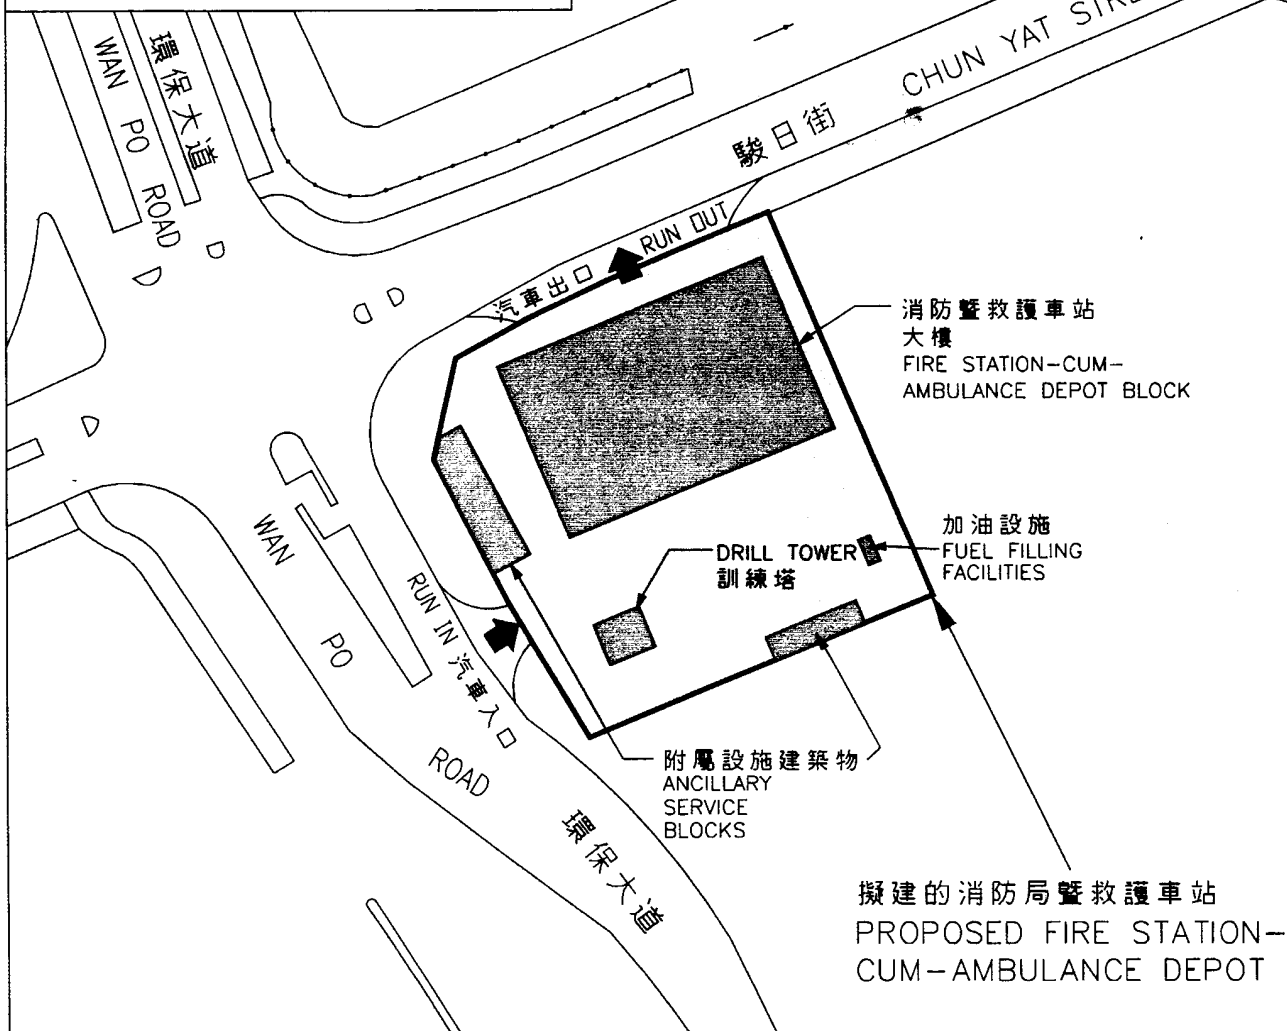 環保大道
WAN PO ROAD
駿日街
CHUN YAT
汽車出口
RUN OUT
消防暨救護車站
大樓
FIRE STATION-CUM-
AMBULANCE DEPOT BLOCK
加油設施
FUEL FILLING
FACILITIES
DRILL TOWER
訓練塔
RUN IN 汽車入口
WAN PO ROAD
環保大道
附屬設施建築物
ANCILLARY
SERVICE
BLOCKS
擬建的消防局暨救護車站
PROPOSED FIRE STATION-
CUM-AMBULANCE DEPOT